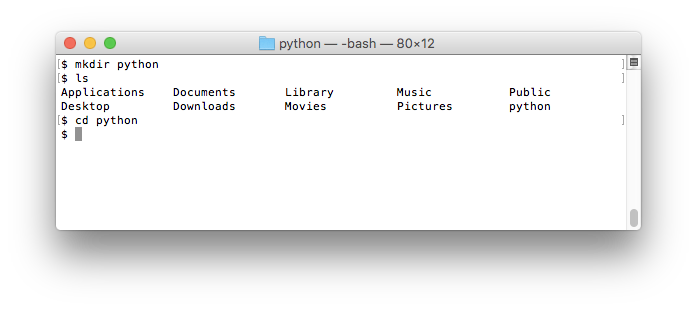 python — -bash — 80×12
[$ mkdir python ]
[$ ls ]
Applications Documents Library Music Public
Desktop Downloads Movies Pictures python
[$ cd python ]
$